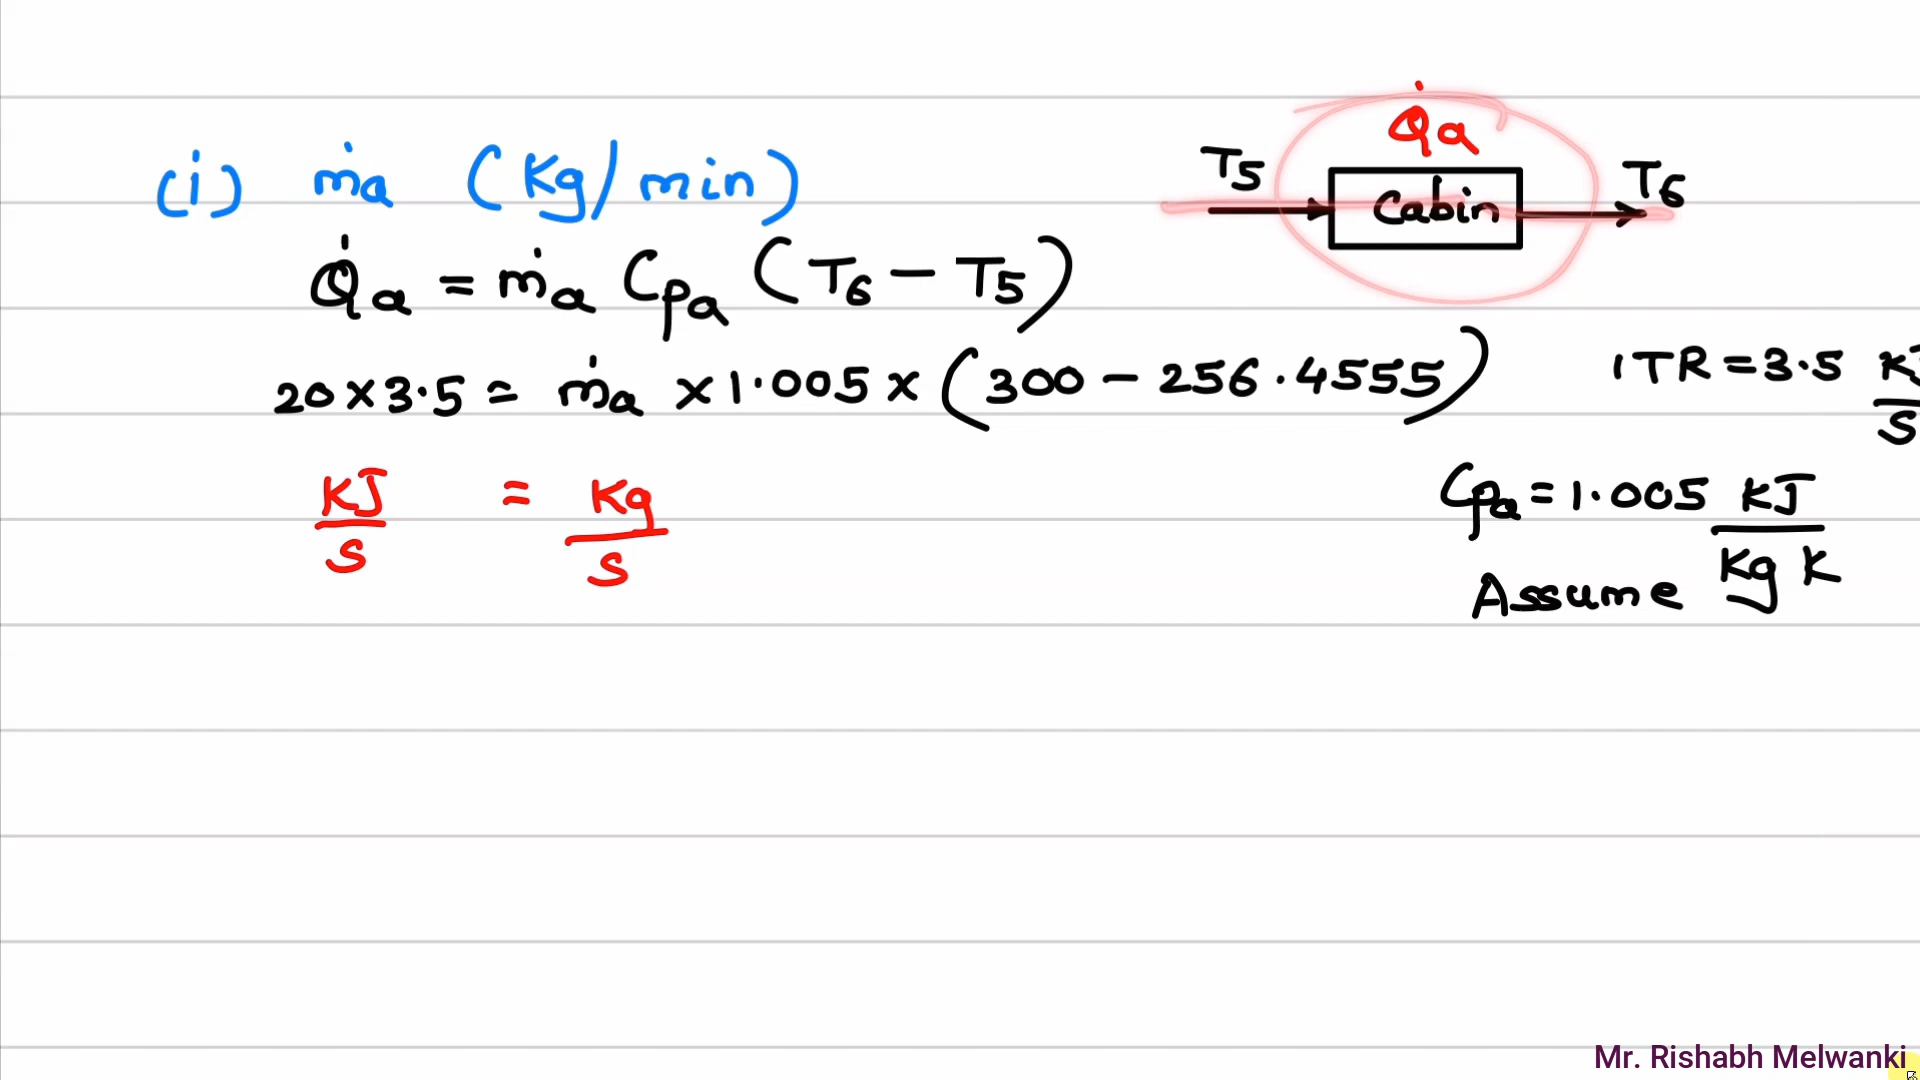 Q̇a
(i) ṁa (Kg/min)
T5 Cabin T6
Q̇a = ṁa Cpa (T6 - T5)
20 x 3.5 = ṁa x 1.005 x (300 - 256.4555)
1TR = 3.5 KJ/S
KJ/S = Kg/S
Cpa = 1.005 KJ/Kg K
Assume
Mr. Rishabh Melwanki